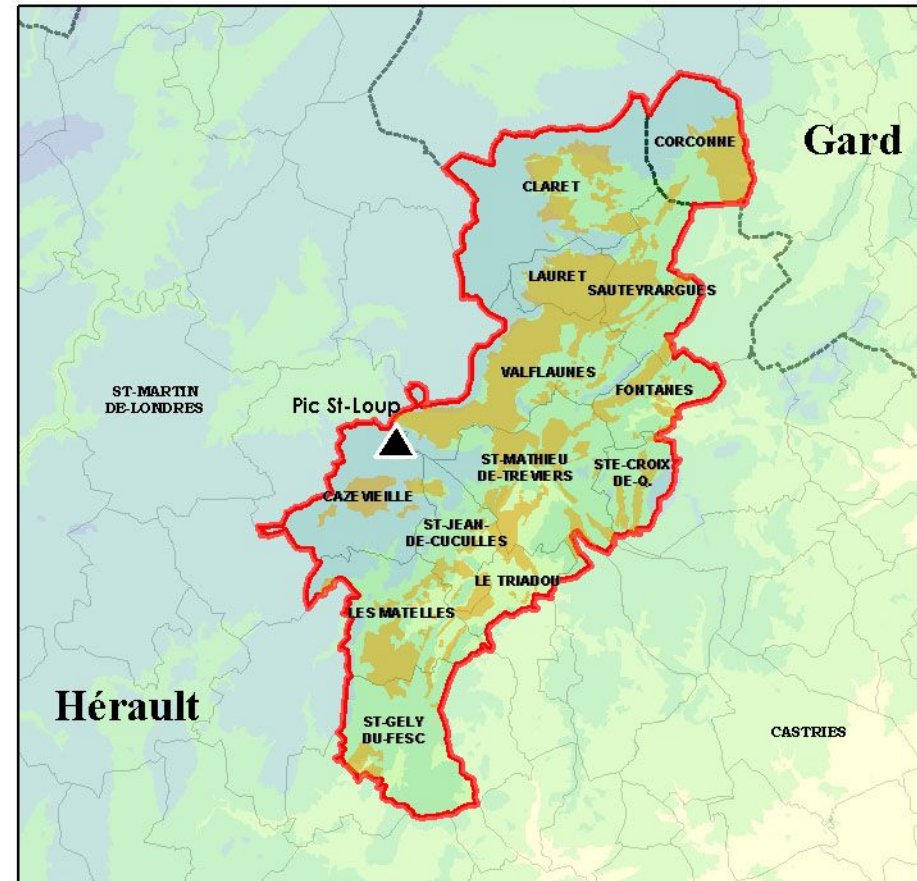 CORCONNE
Gard
CLARET
LAURET
SAUTEYRARGUES
VALFLAUNES
FONTANES
ST-MARTIN
DE-LONDRES
Pic St-Loup
ST-MATHIEU
DE-TREVIERS
STE-CROIX
DE-Q.
CAZEVIEILLE
ST-JEAN-
DE-CUCULLES
LE TRIADOU
LES MATELLES
Hérault
ST-GELY
DU-FESC
CASTRIES